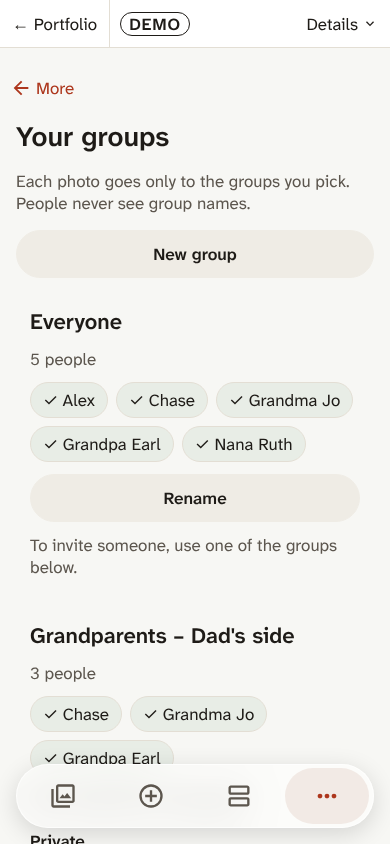 ← Portfolio
DEMO
Details
← More
Your groups
Each photo goes only to the groups you pick.
People never see group names.
New group
Everyone
5 people
✓ Alex
✓ Chase
✓ Grandma Jo
✓ Grandpa Earl
✓ Nana Ruth
Rename
To invite someone, use one of the groups
below.
Grandparents – Dad's side
3 people
✓ Chase
✓ Grandma Jo
✓ Grandpa Earl
Private